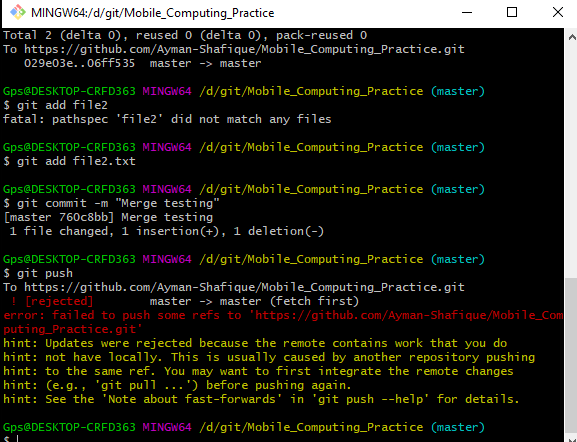 MINGW64:/d/git/Mobile_Computing_Practice
Total 2 (delta 0), reused 0 (delta 0), pack-reused 0
To https://github.com/Ayman-Shafique/Mobile_Computing_Practice.git
   029e03e..06ff535  master -> master
Gps@DESKTOP-CRFD363 MINGW64 /d/git/Mobile_Computing_Practice (master)
$ git add file2
fatal: pathspec 'file2' did not match any files
Gps@DESKTOP-CRFD363 MINGW64 /d/git/Mobile_Computing_Practice (master)
$ git add file2.txt
Gps@DESKTOP-CRFD363 MINGW64 /d/git/Mobile_Computing_Practice (master)
$ git commit -m "Merge testing"
[master 760c8bb] Merge testing
 1 file changed, 1 insertion(+), 1 deletion(-)
Gps@DESKTOP-CRFD363 MINGW64 /d/git/Mobile_Computing_Practice (master)
$ git push
To https://github.com/Ayman-Shafique/Mobile_Computing_Practice.git
 ! [rejected]        master -> master (fetch first)
error: failed to push some refs to 'https://github.com/Ayman-Shafique/Mobile_Com
puting_Practice.git'
hint: Updates were rejected because the remote contains work that you do
hint: not have locally. This is usually caused by another repository pushing
hint: to the same ref. You may want to first integrate the remote changes
hint: (e.g., 'git pull ...') before pushing again.
hint: See the 'Note about fast-forwards' in 'git push --help' for details.
Gps@DESKTOP-CRFD363 MINGW64 /d/git/Mobile_Computing_Practice (master)
$